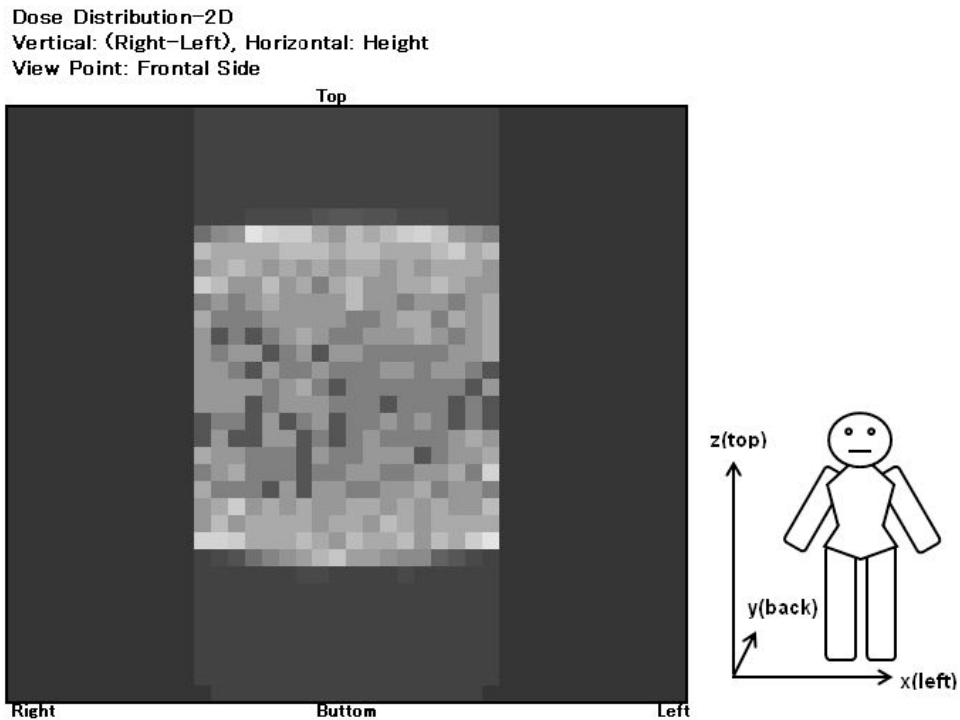 Dose Distribution-2D
Vertical: (Right-Left), Horizontal: Height
View Point: Frontal Side
Top
Right
Buttom
Left
z(top)
y(back)
x(left)